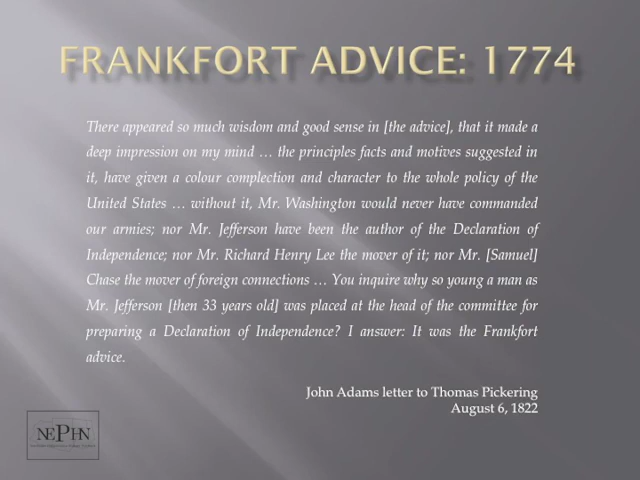 FRANKFORT ADVICE: 1774
There appeared so much wisdom and good sense in [the advice], that it made a
deep impression on my mind … the principles facts and motives suggested in
it, have given a colour complection and character to the whole policy of the
United States … without it, Mr. Washington would never have commanded
our armies; nor Mr. Jefferson have been the author of the Declaration of
Independence; nor Mr. Richard Henry Lee the mover of it; nor Mr. [Samuel]
Chase the mover of foreign connections … You inquire why so young a man as
Mr. Jefferson [then 33 years old] was placed at the head of the committee for
preparing a Declaration of Independence? I answer: It was the Frankfort
advice.
John Adams letter to Thomas Pickering
August 6, 1822
NEPHN